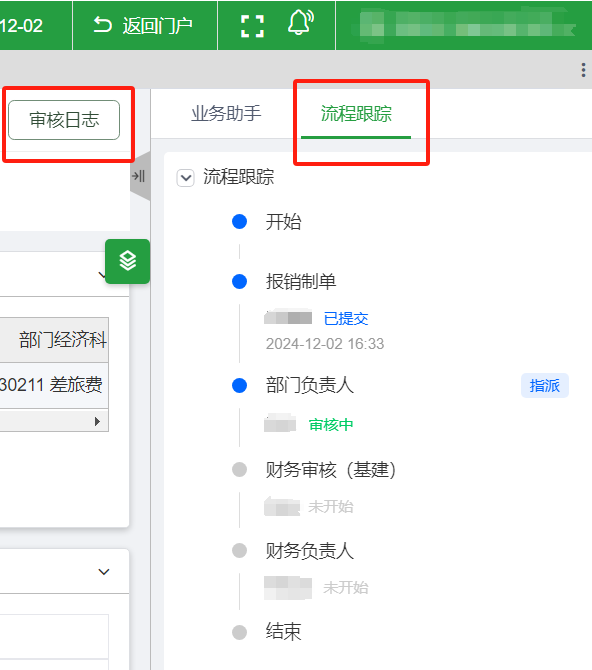 12-02
返回门户
审核日志
业务助手
流程跟踪
流程跟踪
开始
报销制单
已提交
2024-12-02 16:33
部门经济科
30211 差旅费
部门负责人
指派
审核中
财务审核（基建）
未开始
财务负责人
未开始
结束